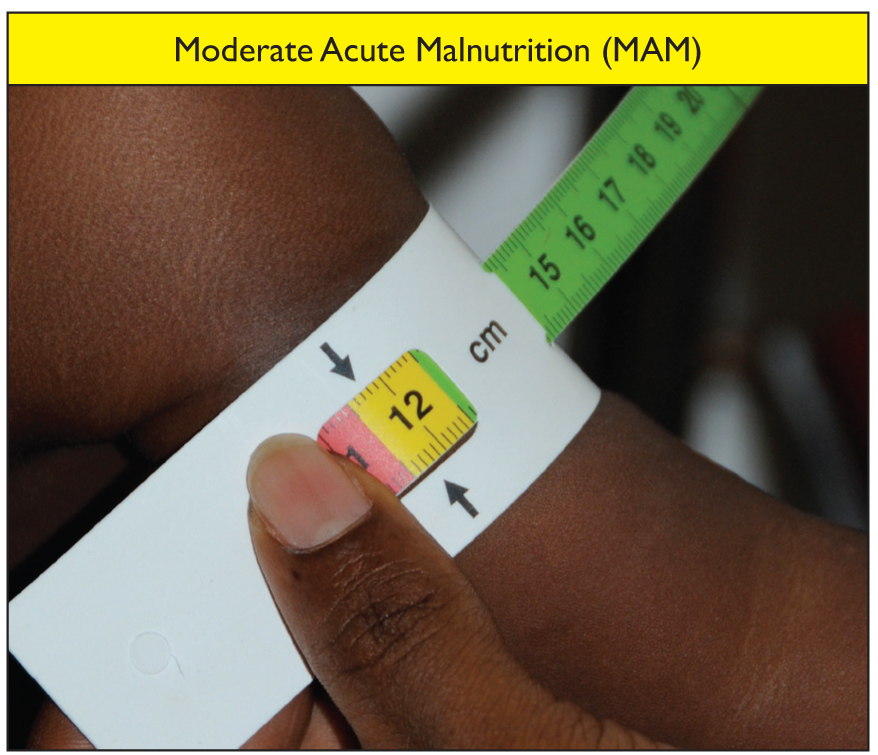 Moderate Acute Malnutrition (MAM)
15 16 17 18 19 20
cm
12